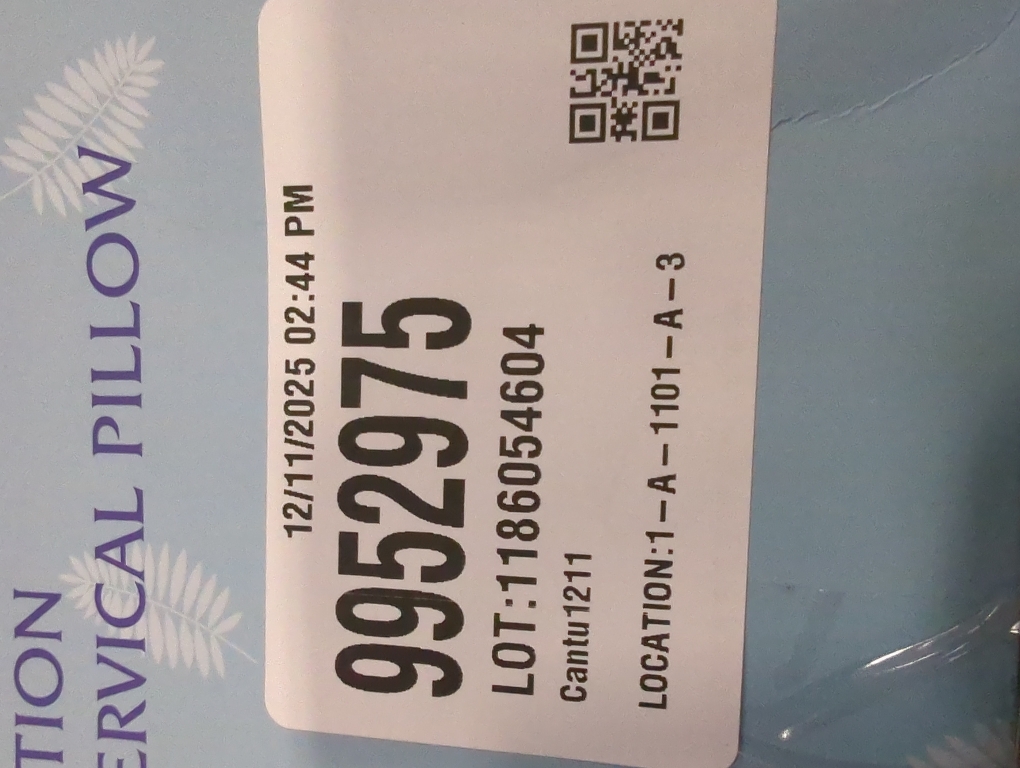 TION
ERVICAL PILLOW
12/11/2025 02:44 PM
9952975
LOT:1186054604
Cantu1211
LOCATION:1-A-1101-A-3